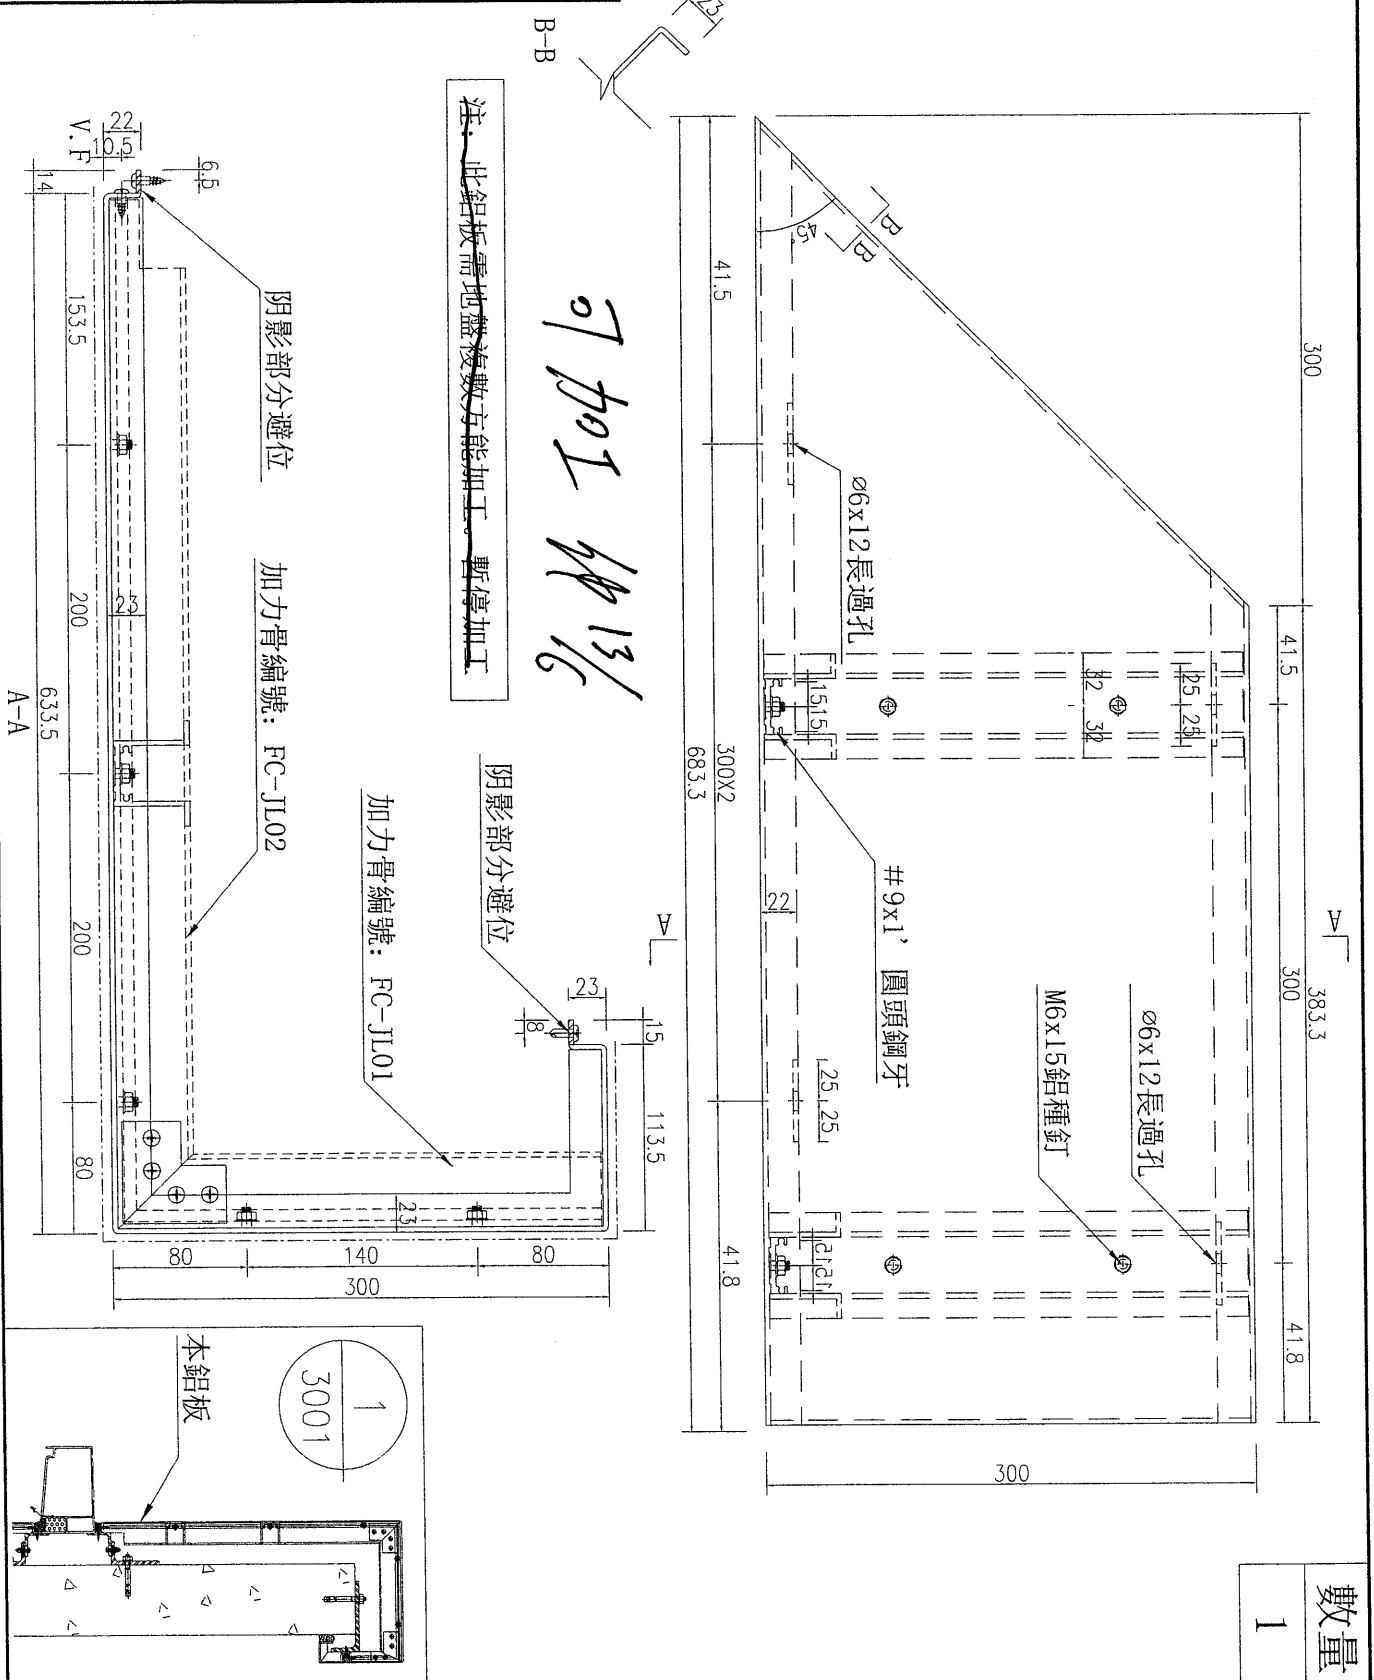 數量
1
300
41.5
300
383.3
41.8
A
ø6x12長過孔
M6x15鋁種釘
25 25
32 32
15 15
ø6x12長過孔
#9x1' 圓頭鋼牙
25 25
22
1515
45
B
B
300
41.5
300X2
41.8
683.3
A
23
B-B
注: 此鋁板需地盤複數方能加工, 暫停加工
可加工
13/6
阴影部分避位
加力骨編號: FC-JL01
23
15
8
113.5
23
80
140
80
300
阴影部分避位
加力骨編號: FC-JL02
6.5
22
10.5
V.F
14
23
153.5
200
200
80
633.5
A-A
1
3001
本鋁板